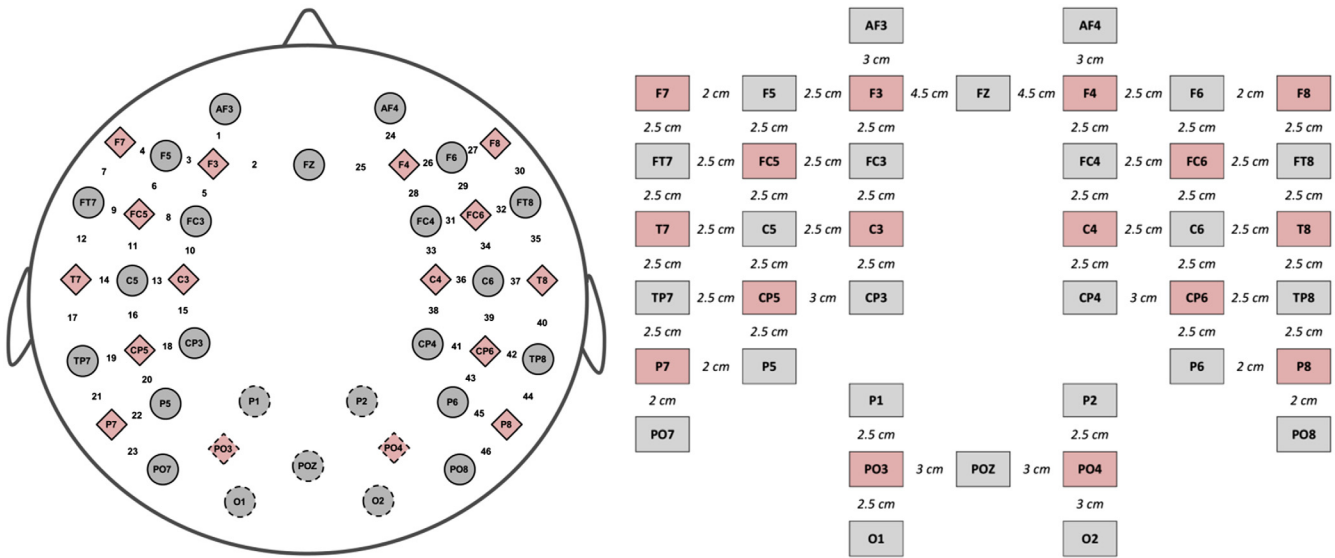 AF3 AF4
1 24
F7 4 F5 3 F3 2 FZ 25 F4 26 F6 27 F8
7 6 5 28 29 30
FT7 9 FC5 8 FC3 FC4 31 FC6 32 FT8
12 11 10 33 34 35
T7 14 C5 13 C3 C4 36 C6 37 T8
17 16 15 38 39 40
TP7 19 CP5 18 CP3 CP4 41 CP6 42 TP8
20 43
21 22 P5 P1 P2 P6 45 44
P7 P8
23 PO3 PO4 46
PO7 POZ PO8
O1 O2
AF3 AF4
3 cm 3 cm
F7 2 cm F5 2.5 cm F3 4.5 cm FZ 4.5 cm F4 2.5 cm F6 2 cm F8
2.5 cm 2.5 cm 2.5 cm 2.5 cm 2.5 cm 2.5 cm
FT7 2.5 cm FC5 2.5 cm FC3 FC4 2.5 cm FC6 2.5 cm FT8
2.5 cm 2.5 cm 2.5 cm 2.5 cm 2.5 cm 2.5 cm
T7 2.5 cm C5 2.5 cm C3 C4 2.5 cm C6 2.5 cm T8
2.5 cm 2.5 cm 2.5 cm 2.5 cm 2.5 cm 2.5 cm
TP7 2.5 cm CP5 3 cm CP3 CP4 3 cm CP6 2.5 cm TP8
2.5 cm 2.5 cm 2.5 cm 2.5 cm
P7 2 cm P5 P6 2 cm P8
2 cm P1 P2 2 cm
PO7 2.5 cm 2.5 cm PO8
PO3 3 cm POZ 3 cm PO4
2.5 cm 3 cm
O1 O2